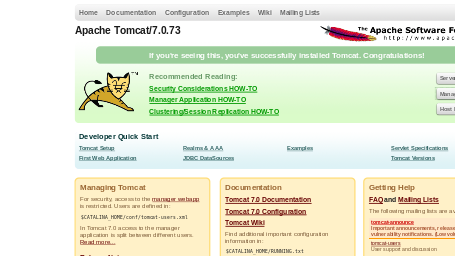 Home Documentation Configuration Examples Wiki Mailing Lists
Apache Tomcat/7.0.73
The Apache Software Fo
http://www.apac
If you're seeing this, you've successfully installed Tomcat. Congratulations!
TM
Recommended Reading:
Security Considerations HOW-TO
Manager Application HOW-TO
Clustering/Session Replication HOW-TO
Server
Manag
Host M
Developer Quick Start
Tomcat Setup
Realms & AAA
Examples
Servlet Specifications
First Web Application
JDBC DataSources
Tomcat Versions
Managing Tomcat
For security, access to the manager webapp
is restricted. Users are defined in:
$CATALINA_HOME/conf/tomcat-users.xml
In Tomcat 7.0 access to the manager
application is split between different users.
Read more...
Documentation
Tomcat 7.0 Documentation
Tomcat 7.0 Configuration
Tomcat Wiki
Find additional important configuration
information in:
$CATALINA_HOME/RUNNING.txt
Getting Help
FAQ and Mailing Lists
The following mailing lists are av
tomcat-announce
Important announcements, release
vulnerability notifications. (Low vol
tomcat-users
User support and discussion